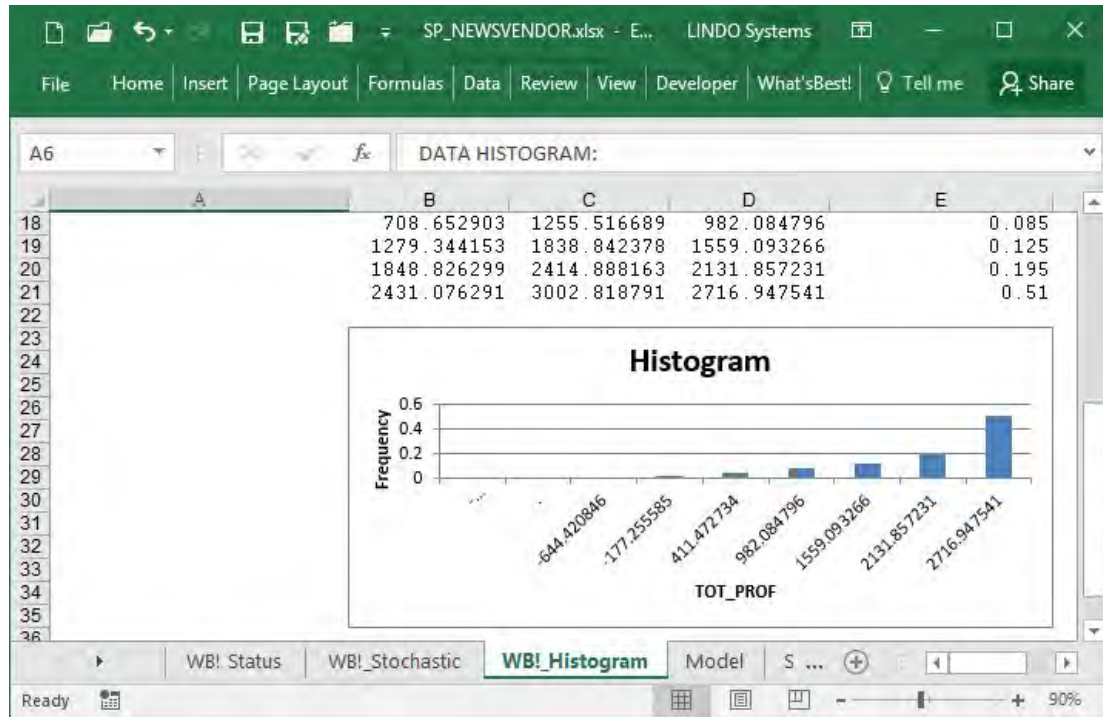 SP_NEWSVENDOR.xlsx - E... LINDO Systems
File Home Insert Page Layout Formulas Data Review View Developer What'sBest! Tell me Share
A6 fx DATA HISTOGRAM:
A B C D E
18 708.652903 1255.516689 982.084796 0.085
19 1279.344153 1838.842378 1559.093266 0.125
20 1848.826299 2414.888163 2131.857231 0.195
21 2431.076291 3002.818791 2716.947541 0.51
22
23
24
25
26
27
28
29
30
31
32
33
34
35
36
Histogram
Frequency
0.6
0.4
0.2
0
... . -644.420846 -177.255585 411.472734 982.084796 1559.093266 2131.857231 2716.947541
TOT_PROF
WB! Status WB!_Stochastic WB!_Histogram Model S ...
Ready 90%